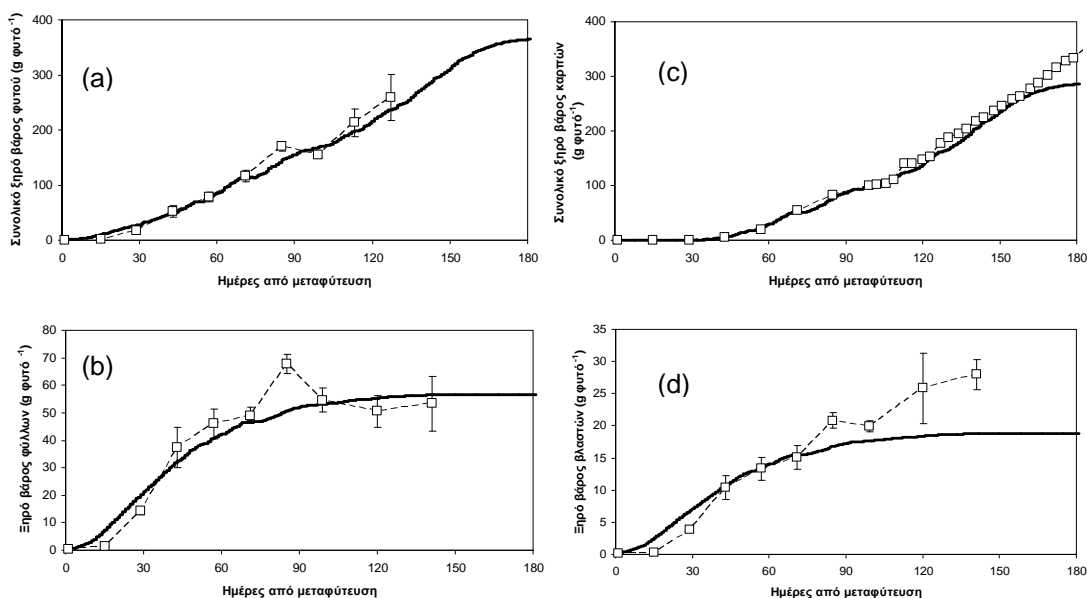 (a)
Συνολικό ξηρό βάρος φυτού (g φυτό⁻¹)
400
300
200
100
0
0 30 60 90 120 150 180
Ημέρες από μεταφύτευση
(c)
Συνολικό ξηρό βάρος καρπών
(g φυτό⁻¹)
400
300
200
100
0
0 30 60 90 120 150 180
Ημέρες από μεταφύτευση
(b)
Ξηρό βάρος φύλλων (g φυτό⁻¹)
80
70
60
50
40
30
20
10
0
0 30 60 90 120 150 180
Ημέρες από μεταφύτευση
(d)
Ξηρό βάρος βλαστών (g φυτό⁻¹)
35
30
25
20
15
10
5
0
0 30 60 90 120 150 180
Ημέρες από μεταφύτευση